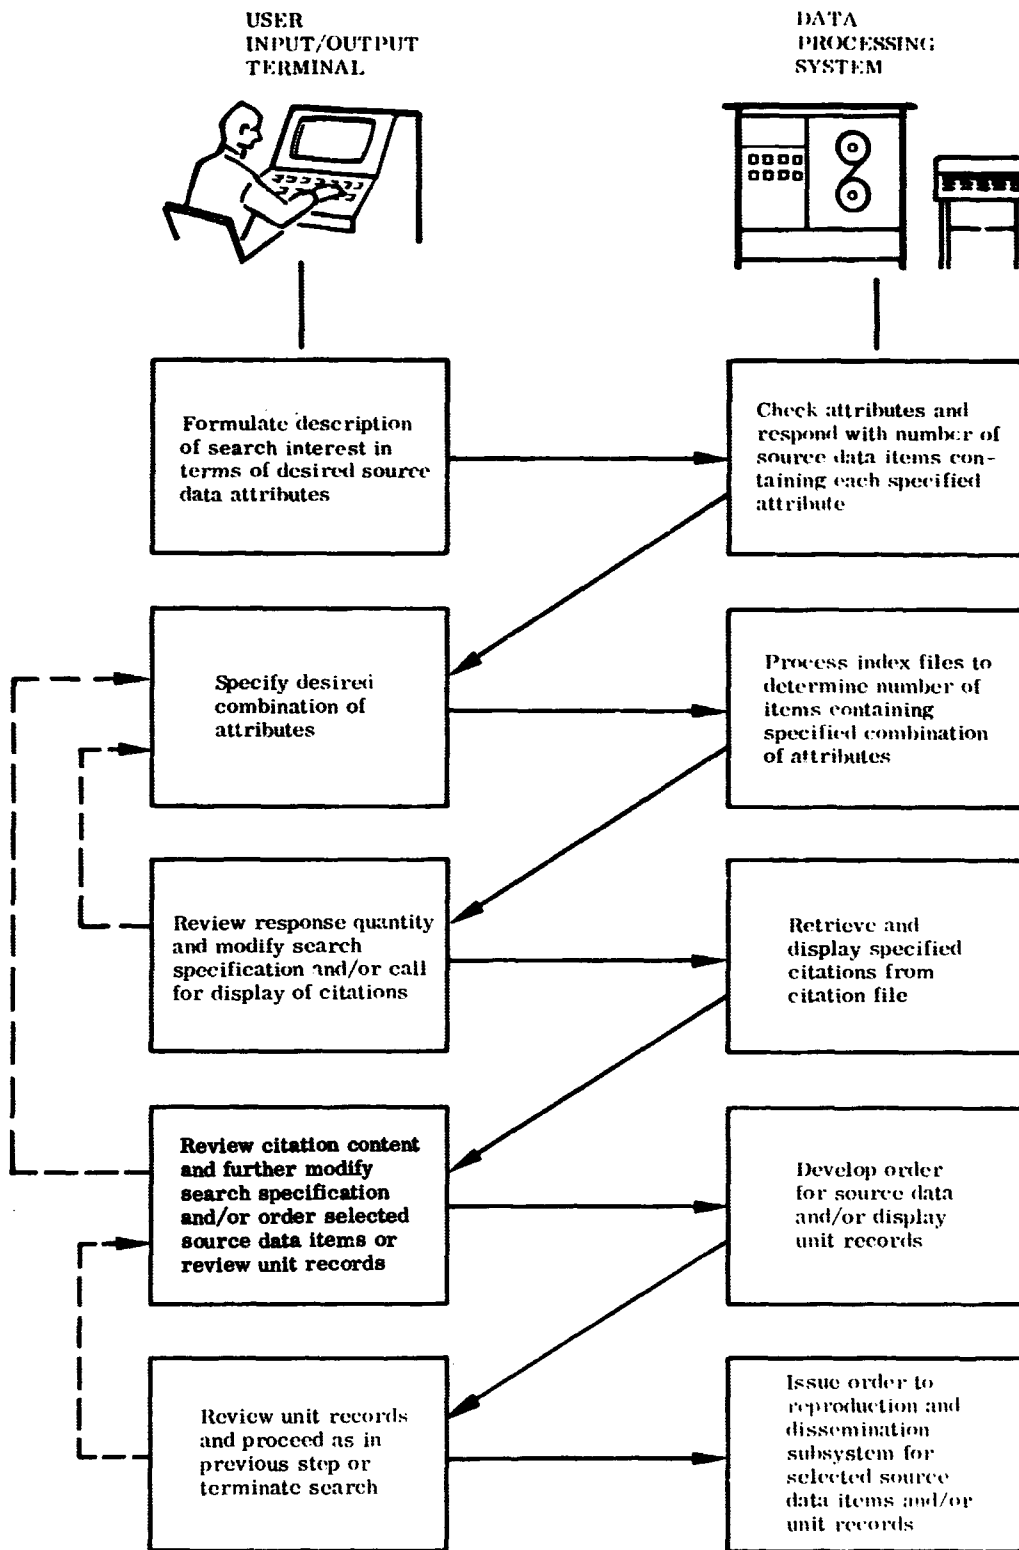 USER
INPUT/OUTPUT
TERMINAL
DATA
PROCESSING
SYSTEM
Formulate description
of search interest in
terms of desired source
data attributes
Check attributes and
respond with number of
source data items con-
taining each specified
attribute
Specify desired
combination of
attributes
Process index files to
determine number of
items containing
specified combination
of attributes
Review response quantity
and modify search
specification and/or call
for display of citations
Retrieve and
display specified
citations from
citation file
Review citation content
and further modify
search specification
and/or order selected
source data items or
review unit records
Develop order
for source data
and/or display
unit records
Review unit records
and proceed as in
previous step or
terminate search
Issue order to
reproduction and
dissemination
subsystem for
selected source
data items and/or
unit records